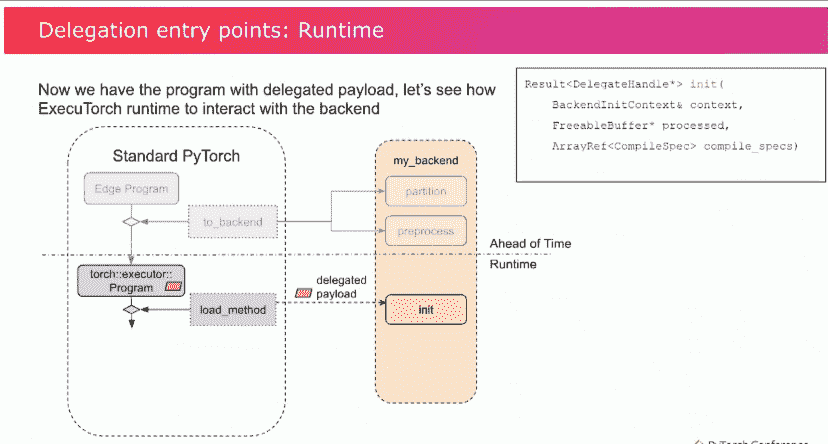 Delegation entry points: Runtime
Now we have the program with delegated payload, let's see how
ExecuTorch runtime to interact with the backend
Result<DelegateHandle*> init(
BackendInitContext& context,
FreeableBuffer* processed,
ArrayRef<CompileSpec> compile_specs)
Standard PyTorch
my_backend
Edge Program
partition
to_backend
preprocess
Ahead of Time
Runtime
torch::executor::
Program
delegated
payload
load_method
init